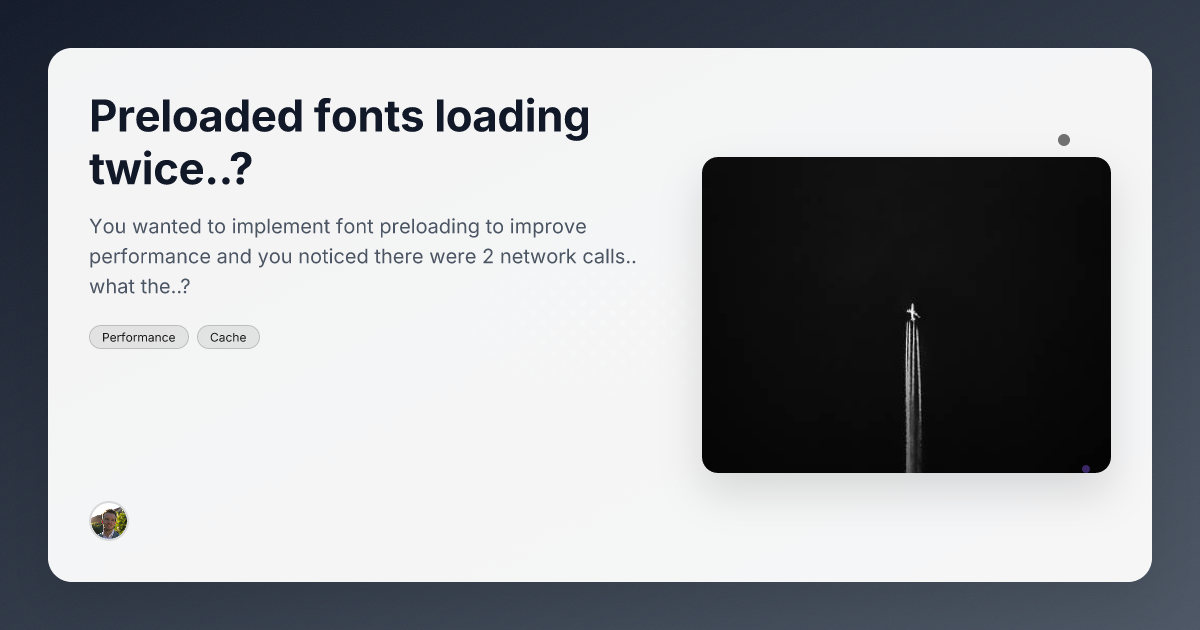 Preloaded fonts loading
twice..?
You wanted to implement font preloading to improve
performance and you noticed there were 2 network calls..
what the..?
Performance
Cache